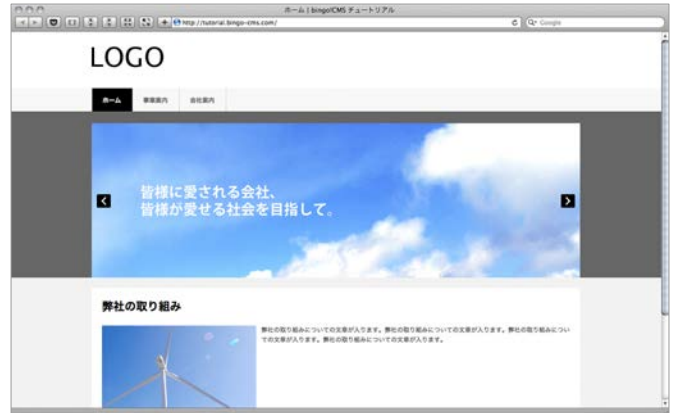 ホーム | bingo!CMS チュートリアル
http://tutorial.bingo-cms.com/
Google
LOGO
ホーム
事業案内
会社案内
皆様に愛される会社、
皆様が愛せる社会を目指して。
弊社の取り組み
弊社の取り組みについての文章が入ります。弊社の取り組みについての文章が入ります。弊社の取り組みについ
ての文章が入ります。弊社の取り組みについての文章が入ります。